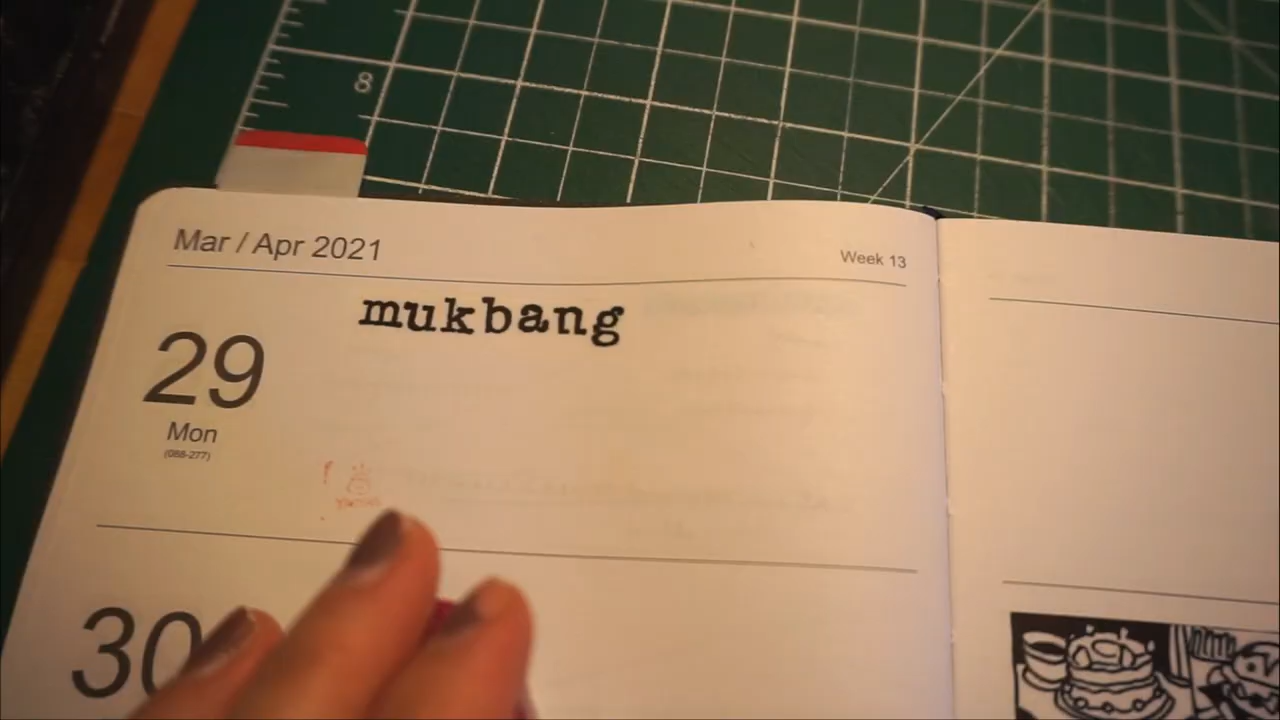 8
Mar / Apr 2021
Week 13
mukbang
29
Mon
(088-277)
30